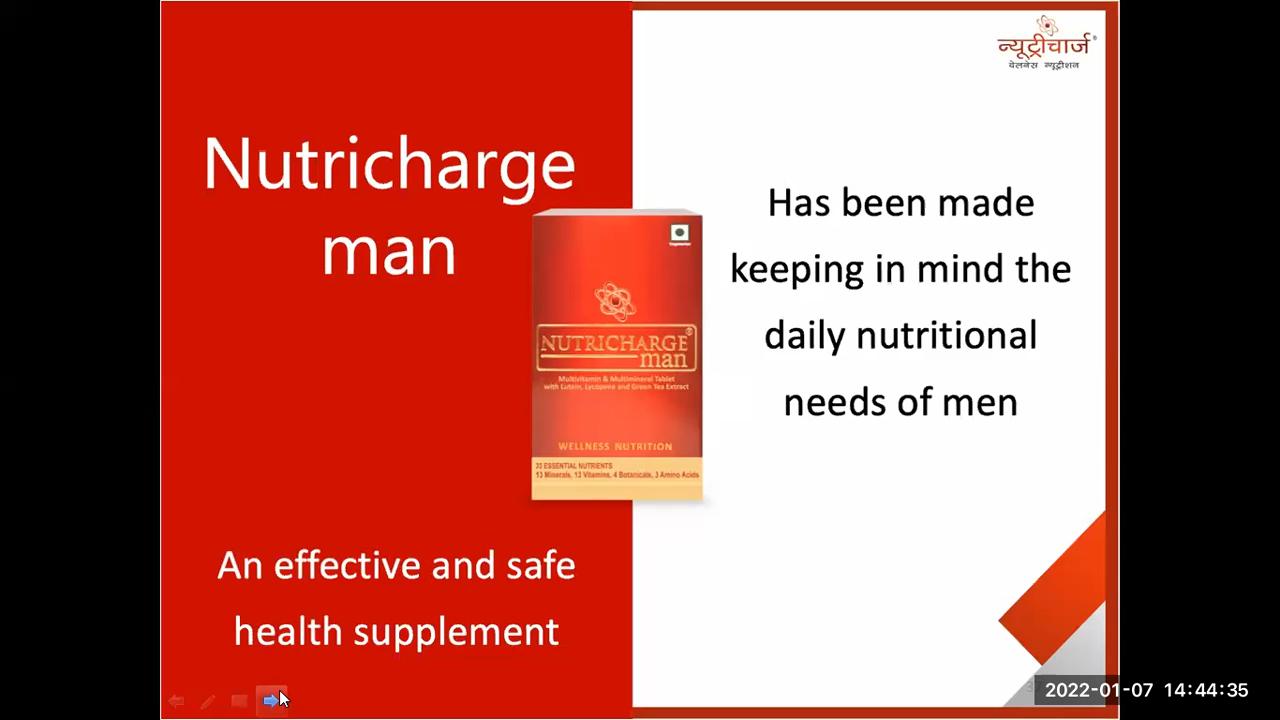 न्यूट्रीचार्ज®
वेलनेस न्यूट्रीशन
Nutricharge
man
Has been made
keeping in mind the
daily nutritional
needs of men
NUTRICHARGE®
man
Multivitamin & Multimineral Tablet
with Lutein, Lycopene and Green Tea Extract
WELLNESS NUTRITION
33 ESSENTIAL NUTRIENTS
13 Minerals, 13 Vitamins, 4 Botanicals, 3 Amino Acids
An effective and safe
health supplement
2022-01-07 14:44:35